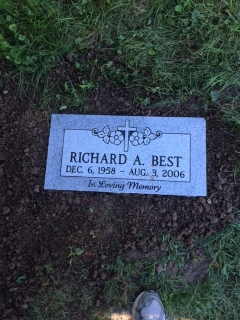 RICHARD A. BEST
DEC. 6, 1958 – AUG. 3, 2006
In Loving Memory